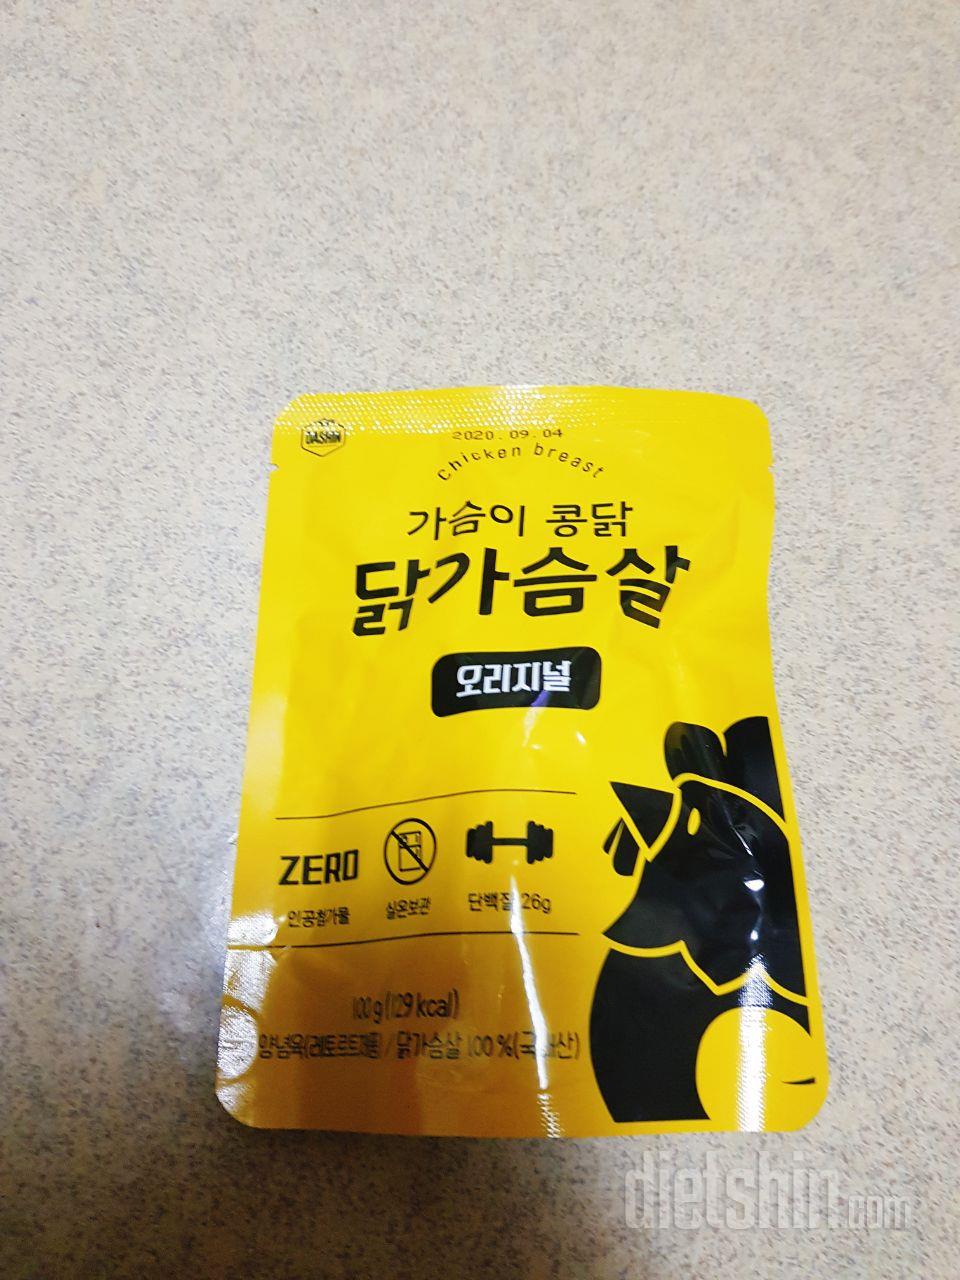 DASHIN
2020.09.04
Chicken breast
가슴이 콩닭
닭가슴살
오리지널
ZERO
인공첨가물
실온보관
단백질 26g
100g(129 kcal)
양념육(레토르트제품) / 닭가슴살 100 %(국내산)
dietshin.com